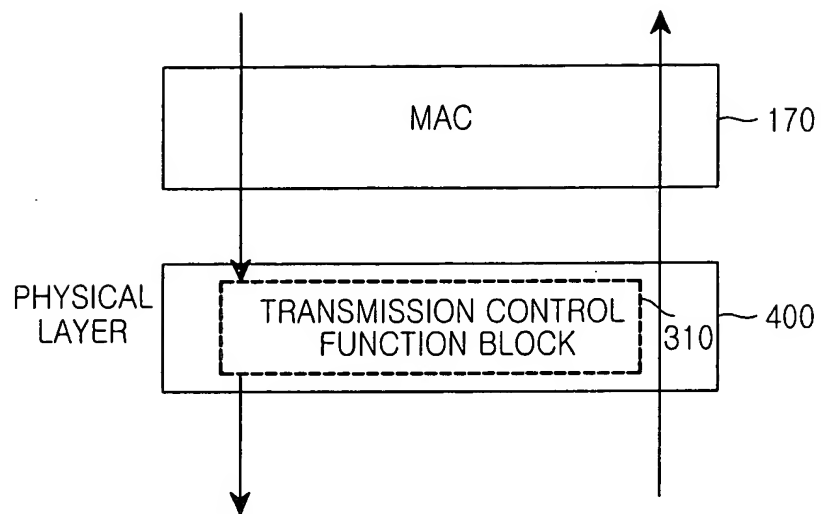 MAC
170
PHYSICAL
LAYER
TRANSMISSION CONTROL
FUNCTION BLOCK
310
400